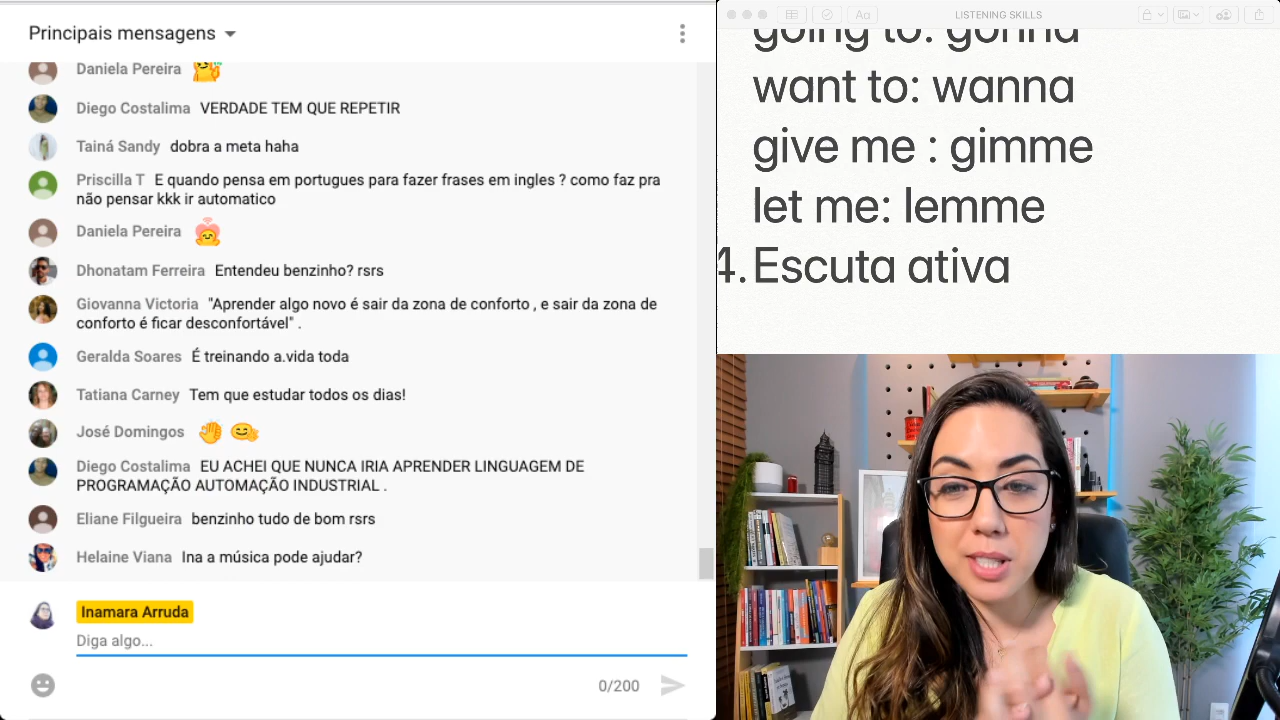 Principais mensagens
Daniela Pereira
Diego Costalima VERDADE TEM QUE REPETIR
Tainá Sandy dobra a meta haha
Priscilla T E quando pensa em portugues para fazer frases em ingles ? como faz pra
não pensar kkk ir automatico
Daniela Pereira
Dhonatam Ferreira Entendeu benzinho? rsrs
Giovanna Victoria "Aprender algo novo é sair da zona de conforto , e sair da zona de
conforto é ficar desconfortável" .
Geralda Soares É treinando a.vida toda
Tatiana Carney Tem que estudar todos os dias!
José Domingos
Diego Costalima EU ACHEI QUE NUNCA IRIA APRENDER LINGUAGEM DE
PROGRAMAÇÃO AUTOMAÇÃO INDUSTRIAL .
Eliane Filgueira benzinho tudo de bom rsrs
Helaine Viana Ina a música pode ajudar?
Inamara Arruda
Diga algo...
0/200
Aa
LISTENING SKILLS
going to: gonna
want to: wanna
give me : gimme
let me: lemme
4. Escuta ativa